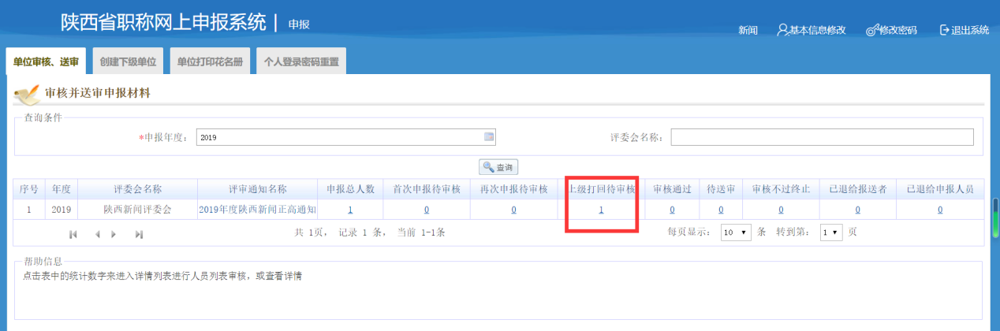 陕西省职称网上申报系统 | 申报
新闻 基本信息修改 修改密码 退出系统
单位审核、送审 创建下级单位 单位打印花名册 个人登录密码重置
审核并送审申报材料
查询条件
*申报年度: 2019 评委会名称:
查询
序号 年度 评委会名称 评审通知名称 申报总人数 首次申报待审核 再次申报待审核 上级打回待审核 审核通过 待送审 审核不过终止 已退给报送者 已退给申报人员
1 2019 陕西新闻评委会 2019年度陕西新闻正高通知 1 0 0 1 0 0 0 0 0
共 1页, 记录 1 条, 当前 1-1条 每页显示: 10 条 转到第: 1 页
帮助信息
点击表中的统计数字来进入详情列表进行人员列表审核, 或查看详情